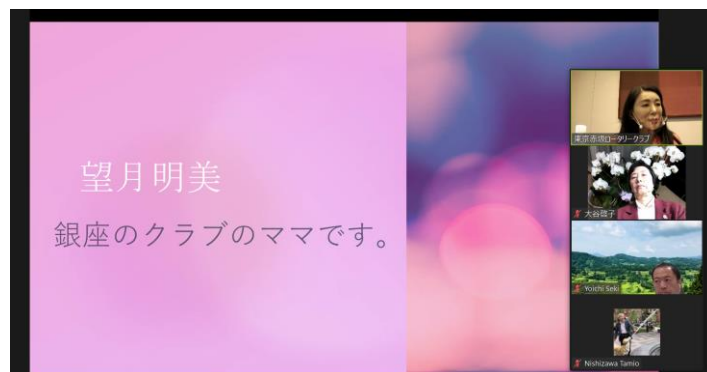 望月明美
銀座のクラブのママです。
東京赤坂ロータリークラブ
大谷啓子
Yoichi Seki
Nishizawa Tamio